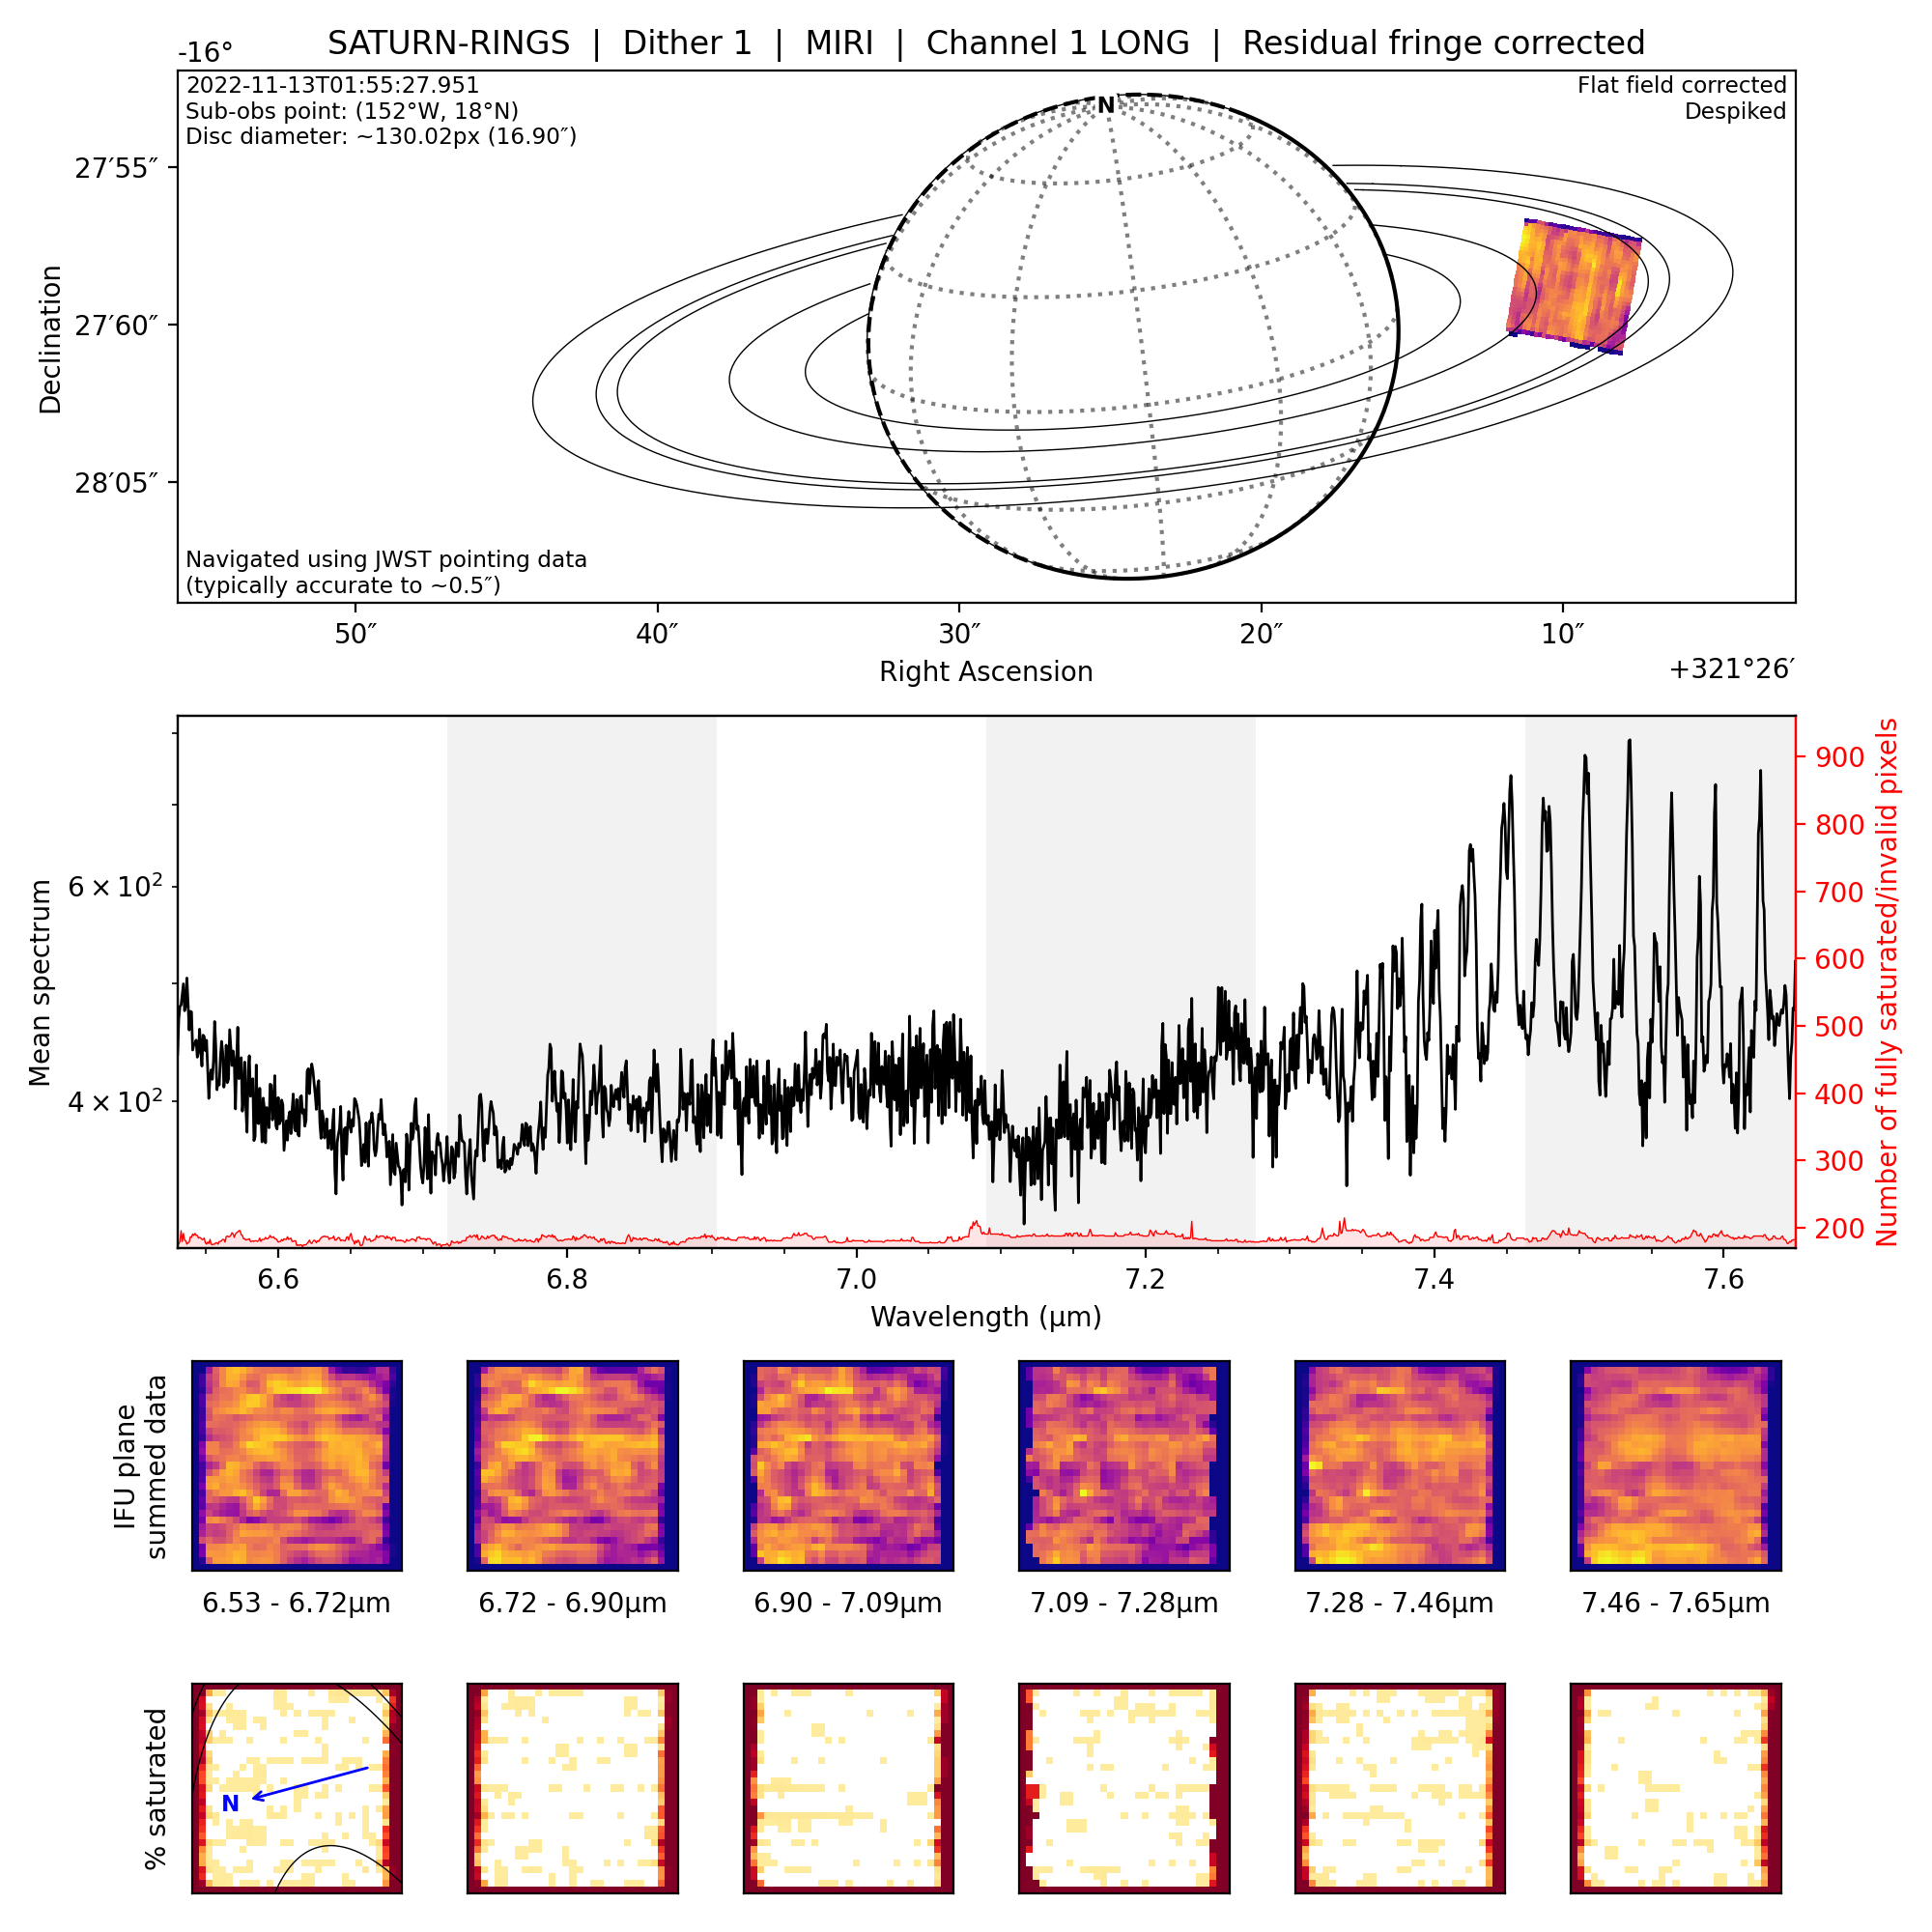 SATURN-RINGS | Dither 1 | MIRI | Channel 1 LONG | Residual fringe corrected
-16°
2022-11-13T01:55:27.951
Sub-obs point: (152°W, 18°N)
Disc diameter: ~130.02px (16.90″)
Flat field corrected
Despiked
N
27′55″
27′60″
28′05″
Declination
Navigated using JWST pointing data
(typically accurate to ~0.5″)
50″ 40″ 30″ 20″ 10″
Right Ascension
+321°26′
Mean spectrum
6 × 10²
4 × 10²
900
800
700
600
500
400
300
200
Number of fully saturated/invalid pixels
6.6 6.8 7.0 7.2 7.4 7.6
Wavelength (µm)
IFU plane
summed data
6.53 - 6.72µm 6.72 - 6.90µm 6.90 - 7.09µm 7.09 - 7.28µm 7.28 - 7.46µm 7.46 - 7.65µm
% saturated
N